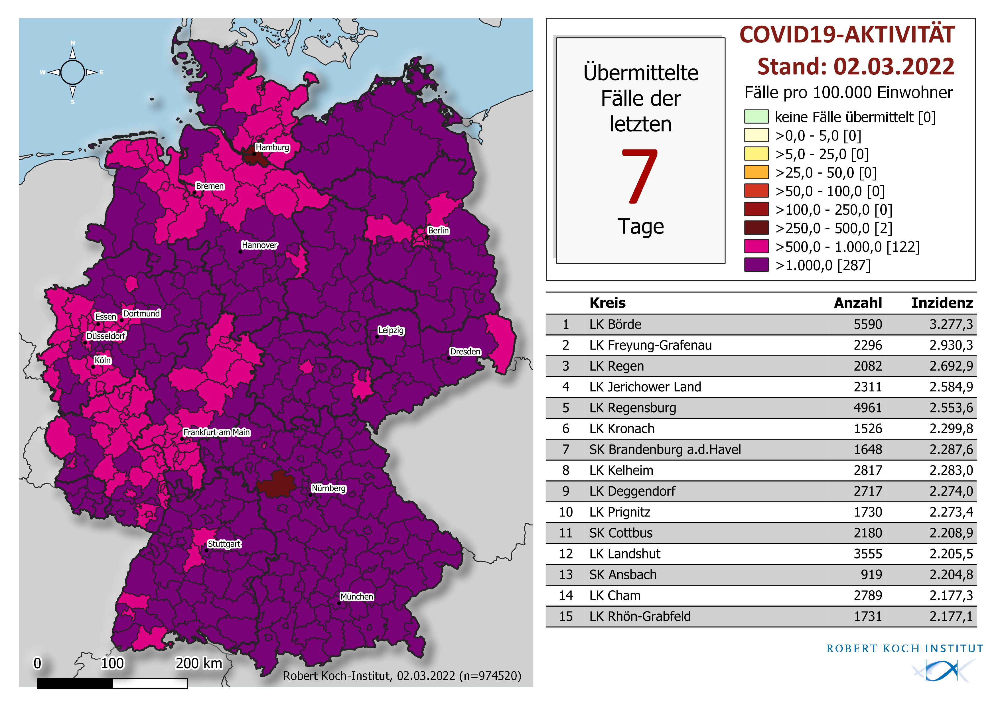 N
W
E
S
Hamburg
Bremen
Berlin
Hannover
Essen
Dortmund
Düsseldorf
Leipzig
Köln
Dresden
Frankfurt am Main
Nürnberg
Stuttgart
München
0 100 200 km
Robert Koch-Institut, 02.03.2022 (n=974520)
Übermittelte
Fälle der
letzten
7
Tage
COVID19-AKTIVITÄT
Stand: 02.03.2022
Fälle pro 100.000 Einwohner
keine Fälle übermittelt [0]
>0,0 - 5,0 [0]
>5,0 - 25,0 [0]
>25,0 - 50,0 [0]
>50,0 - 100,0 [0]
>100,0 - 250,0 [0]
>250,0 - 500,0 [2]
>500,0 - 1.000,0 [122]
>1.000,0 [287]
Kreis Anzahl Inzidenz
1 LK Börde 5590 3.277,3
2 LK Freyung-Grafenau 2296 2.930,3
3 LK Regen 2082 2.692,9
4 LK Jerichower Land 2311 2.584,9
5 LK Regensburg 4961 2.553,6
6 LK Kronach 1526 2.299,8
7 SK Brandenburg a.d.Havel 1648 2.287,6
8 LK Kelheim 2817 2.283,0
9 LK Deggendorf 2717 2.274,0
10 LK Prignitz 1730 2.273,4
11 SK Cottbus 2180 2.208,9
12 LK Landshut 3555 2.205,5
13 SK Ansbach 919 2.204,8
14 LK Cham 2789 2.177,3
15 LK Rhön-Grabfeld 1731 2.177,1
ROBERT KOCH INSTITUT